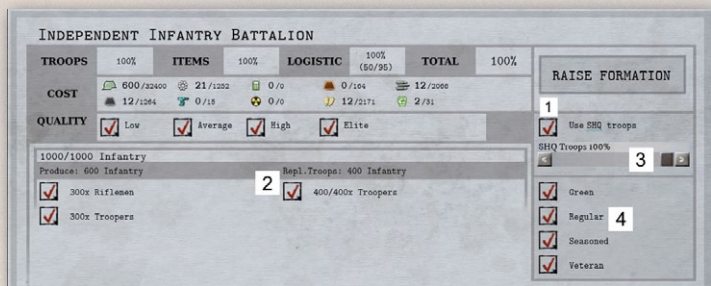 INDEPENDENT INFANTRY BATTALION
TROOPS 100% ITEMS 100% LOGISTIC 100% (50/95) TOTAL 100%
RAISE FORMATION
COST 600/32400 21/1252 0/0 0/104 12/2066
12/1264 0/15 0/0 12/2171 2/31
QUALITY Low Average High Elite
1
Use SHQ troops
SHQ Troops 100%
3
1000/1000 Infantry
Produce: 600 Infantry Repl.Troops: 400 Infantry
2
300x Riflemen 400/400x Troopers
300x Troopers
Green
Regular 4
Seasoned
Veteran